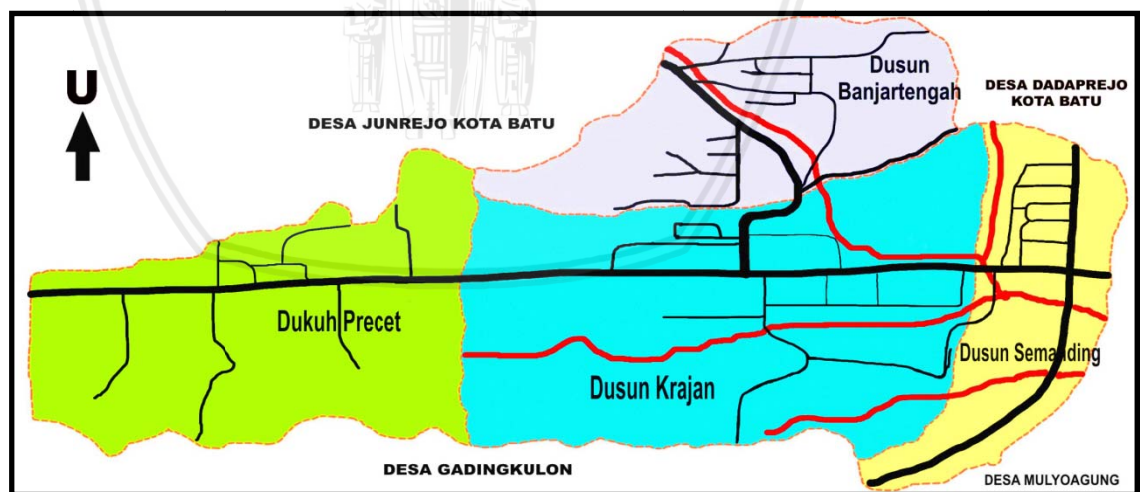 U
DESA JUNREJO KOTA BATU
Dusun
Banjartengah
DESA DADAPREJO
KOTA BATU
Dukuh Precet
Dusun Krajan
Dusun Semanding
DESA GADINGKULON
DESA MULYOAGUNG